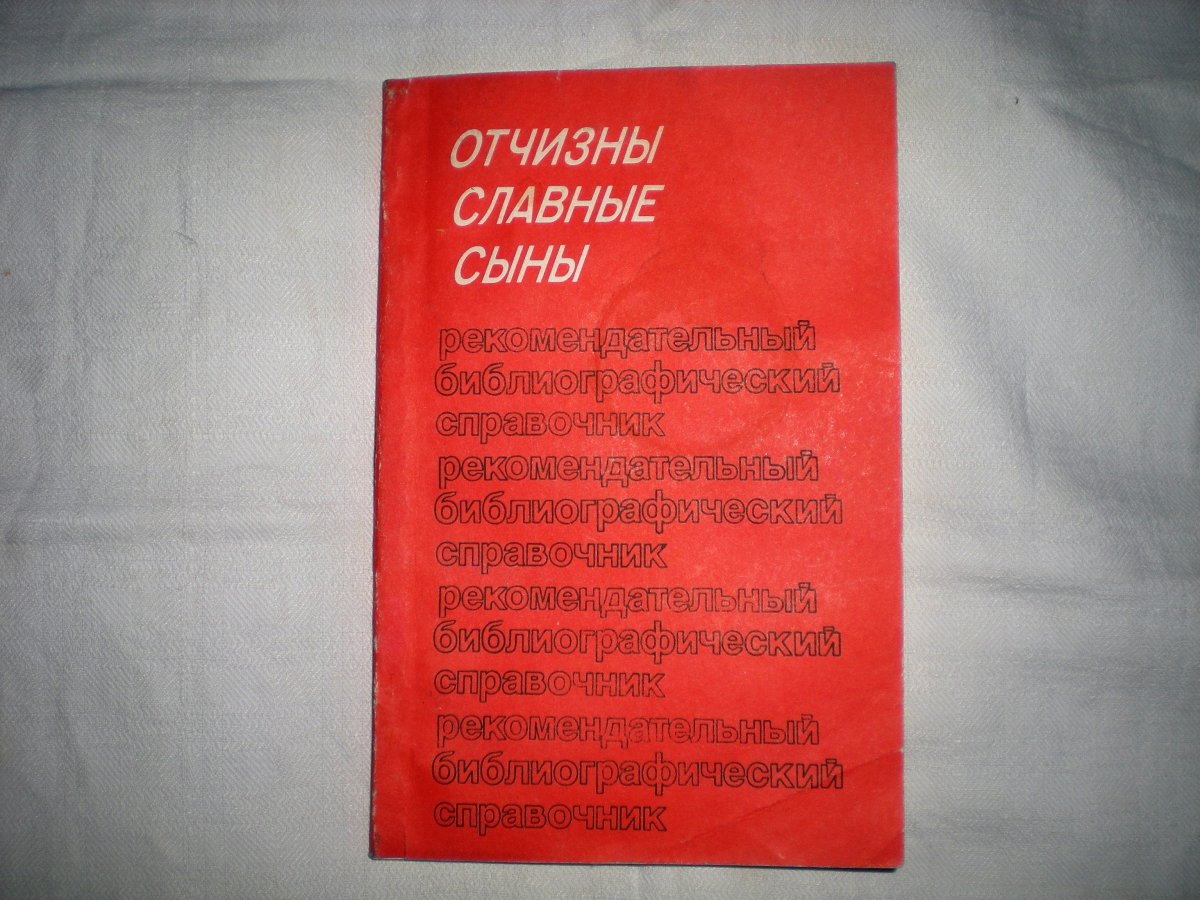 ОТЧИЗНЫ
СЛАВНЫЕ
СЫНЫ
рекомендательный
библиографический
справочник
рекомендательный
библиографический
справочник
рекомендательный
библиографический
справочник
рекомендательный
библиографический
справочник